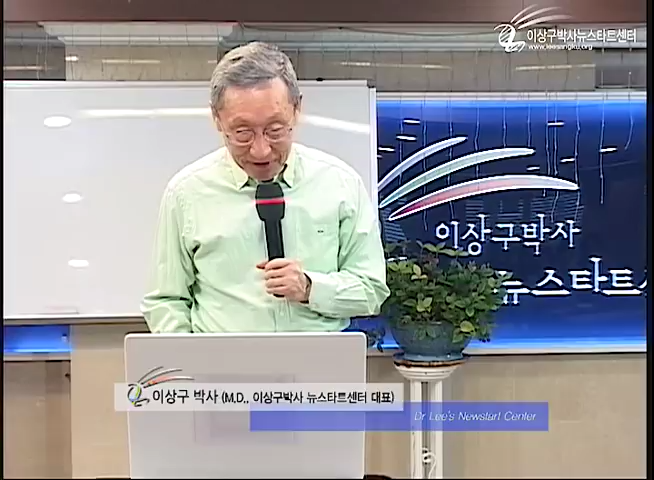 이상구박사뉴스타트센터
www.leesangku.org
이상구박사
뉴스타트
이상구 박사 (M.D., 이상구박사 뉴스타트센터 대표)
Dr Lee's Newstart Center